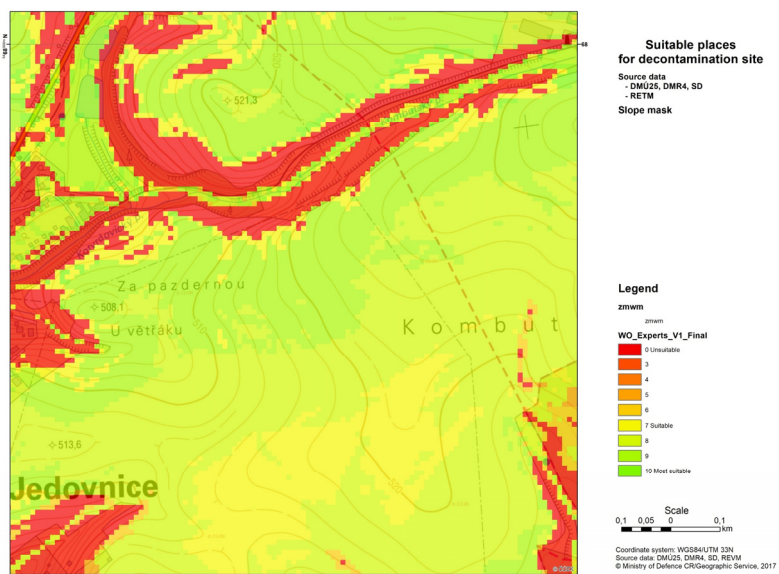 Suitable places
for decontamination site
Source data
- DMÚ25, DMR4, SD
- RETM
Slope mask
N
68
521,3
Za pazdernou
508,1
U větřáku
510
Kombut
513,6
Jedovnice
Legend
zmwm
zmwm
WO_Experts_V1_Final
0 Unsuitable
3
4
5
6
7 Suitable
8
9
10 Most suitable
Scale
0,1 0,05 0 0,1
km
Coordinate system: WGS84/UTM 33N
Source data: DMÚ25, DMR4, SD, REVM
© Ministry of Defence CR/Geographic Service, 2017